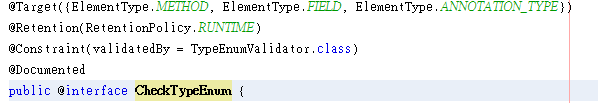 @Target({ElementType.METHOD, ElementType.FIELD, ElementType.ANNOTATION_TYPE})
@Retention(RetentionPolicy.RUNTIME)
@Constraint(validatedBy = TypeEnumValidator.class)
@Documented
public @interface CheckTypeEnum {